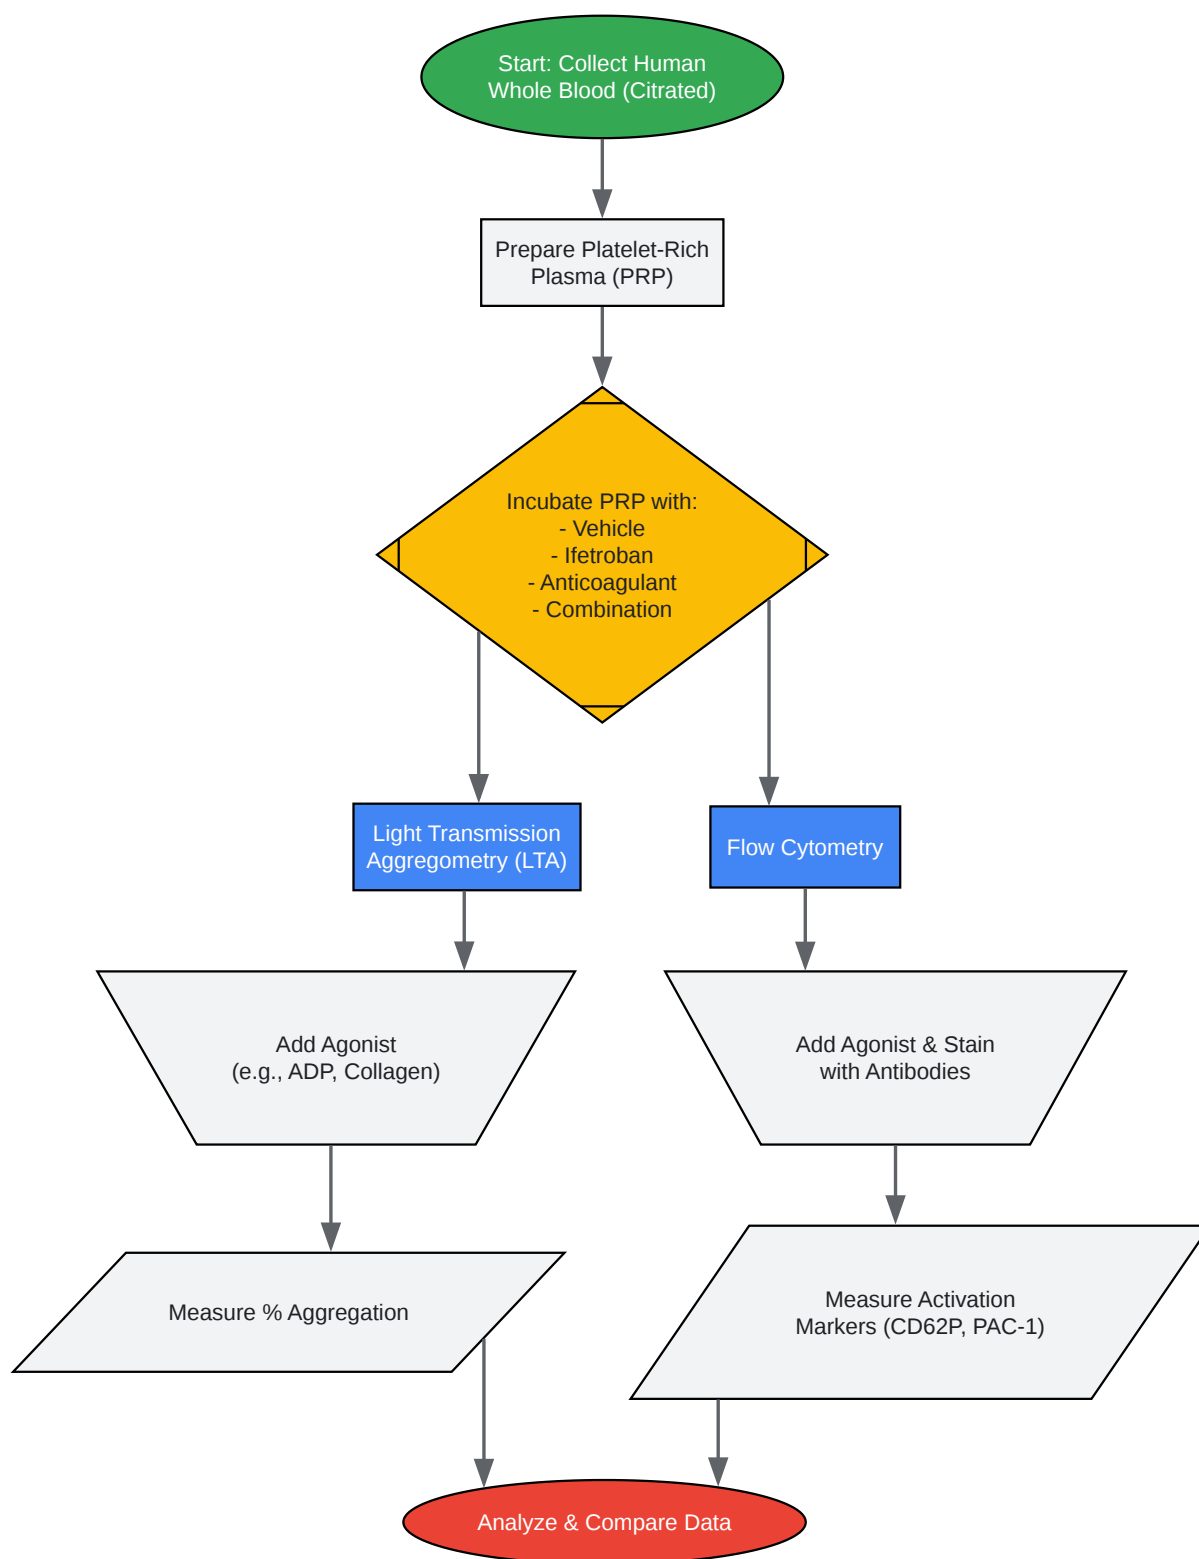 Start: Collect Human
Whole Blood (Citrated)
Prepare Platelet-Rich
Plasma (PRP)
Incubate PRP with:
- Vehicle
- Ifetroban
- Anticoagulant
- Combination
Light Transmission
Aggregometry (LTA)
Flow Cytometry
Add Agonist
(e.g., ADP, Collagen)
Add Agonist & Stain
with Antibodies
Measure % Aggregation
Measure Activation
Markers (CD62P, PAC-1)
Analyze & Compare Data